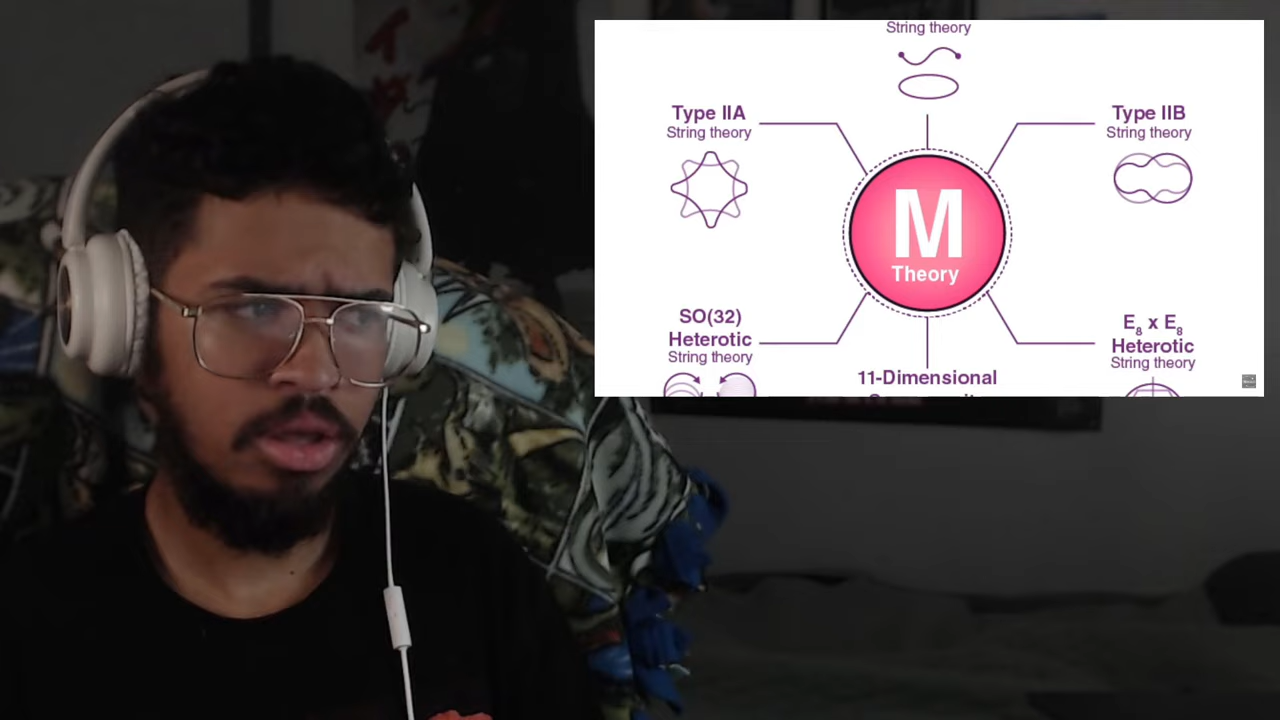 String theory
Type IIA
String theory
Type IIB
String theory
M
Theory
SO(32)
Heterotic
String theory
E₈ x E₈
Heterotic
String theory
11-Dimensional